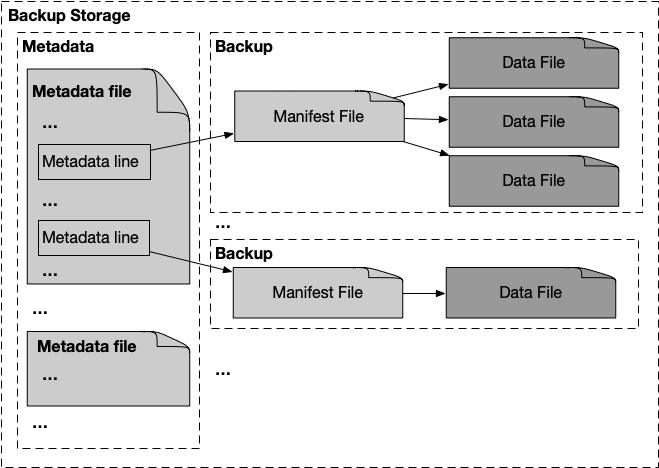 Backup Storage
Metadata
Metadata file
...
Metadata line
...
Metadata line
...
...
Metadata file
...
...
Backup
Manifest File
Data File
Data File
Data File
...
Backup
Manifest File
Data File
...